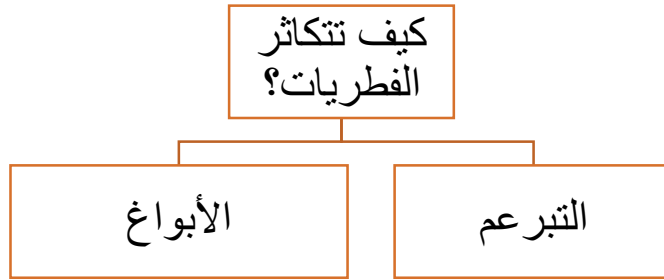 كيف تتكاثر
الفطريات؟
التبرعم
الأبواغ